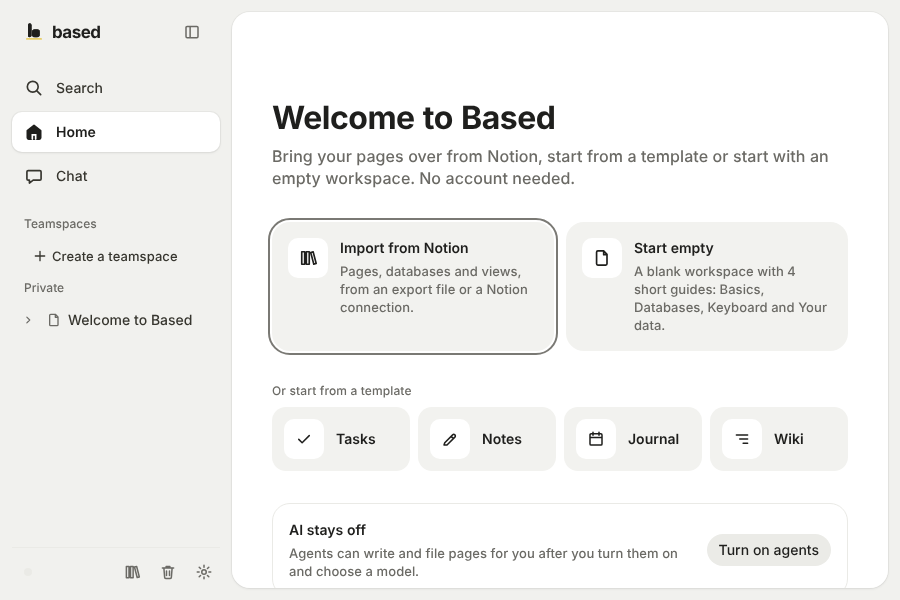 based
Search
Home
Chat
Teamspaces
Create a teamspace
Private
Welcome to Based
Welcome to Based
Bring your pages over from Notion, start from a template or start with an
empty workspace. No account needed.
Import from Notion
Pages, databases and views,
from an export file or a Notion
connection.
Start empty
A blank workspace with 4
short guides: Basics,
Databases, Keyboard and Your
data.
Or start from a template
Tasks
Notes
Journal
Wiki
AI stays off
Agents can write and file pages for you after you turn them on
and choose a model.
Turn on agents